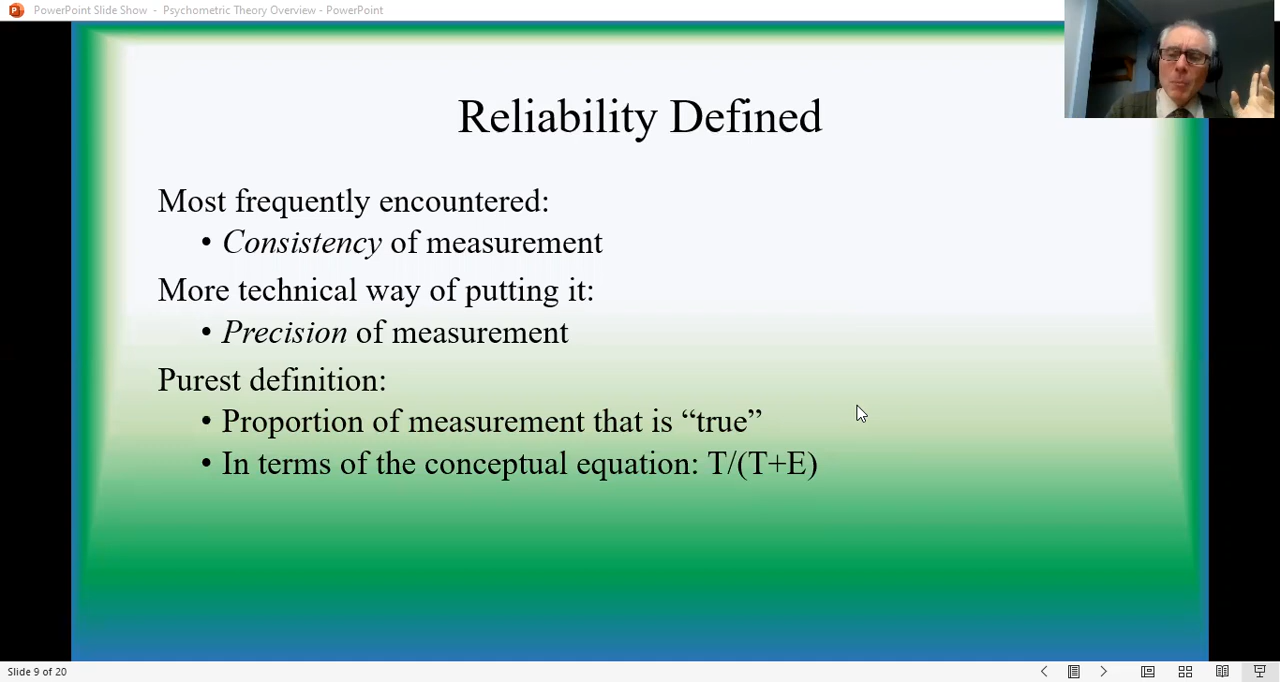 PowerPoint Slide Show - Psychometric Theory Overview - PowerPoint
Reliability Defined
Most frequently encountered:
• Consistency of measurement
More technical way of putting it:
• Precision of measurement
Purest definition:
• Proportion of measurement that is “true”
• In terms of the conceptual equation: T/(T+E)
Slide 9 of 20